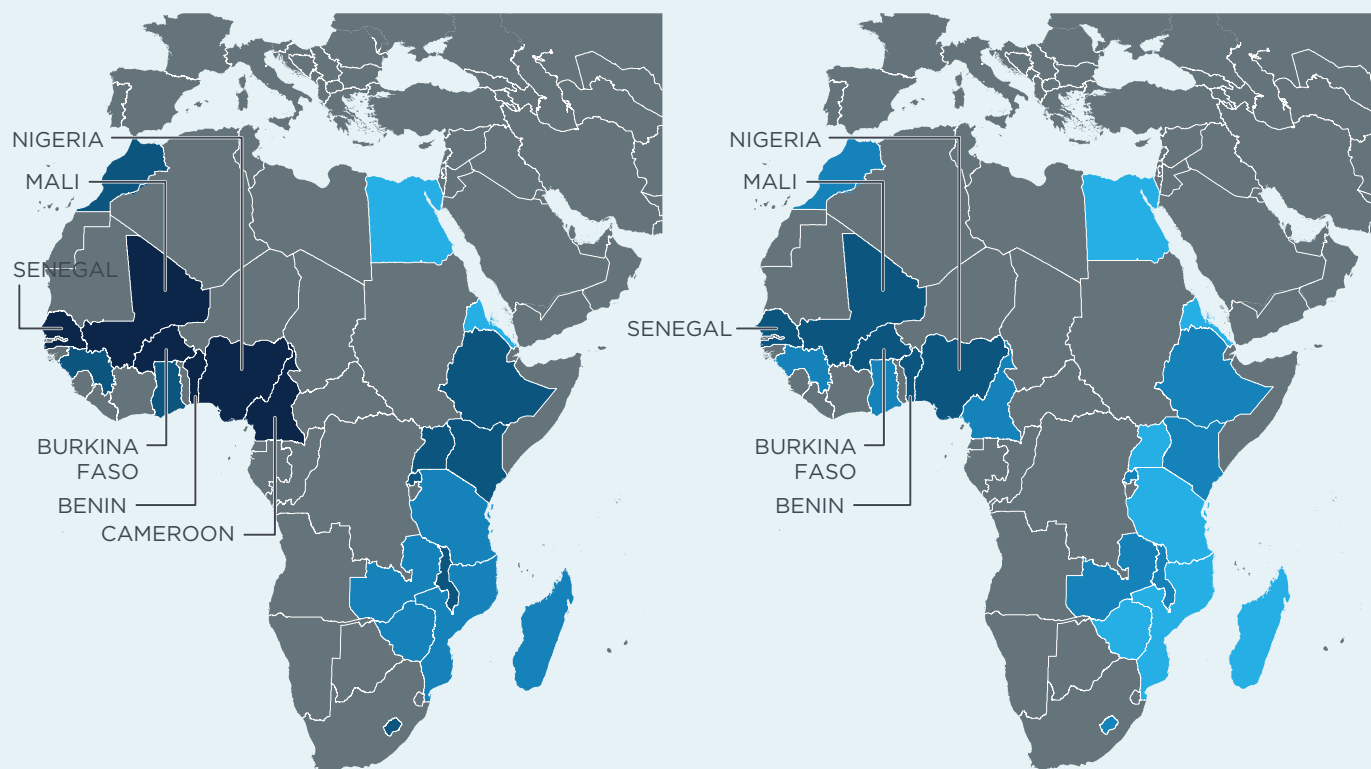 NIGERIA
MALI
SENEGAL
BURKINA
FASO
BENIN
CAMEROON
NIGERIA
MALI
SENEGAL
BURKINA
FASO
BENIN